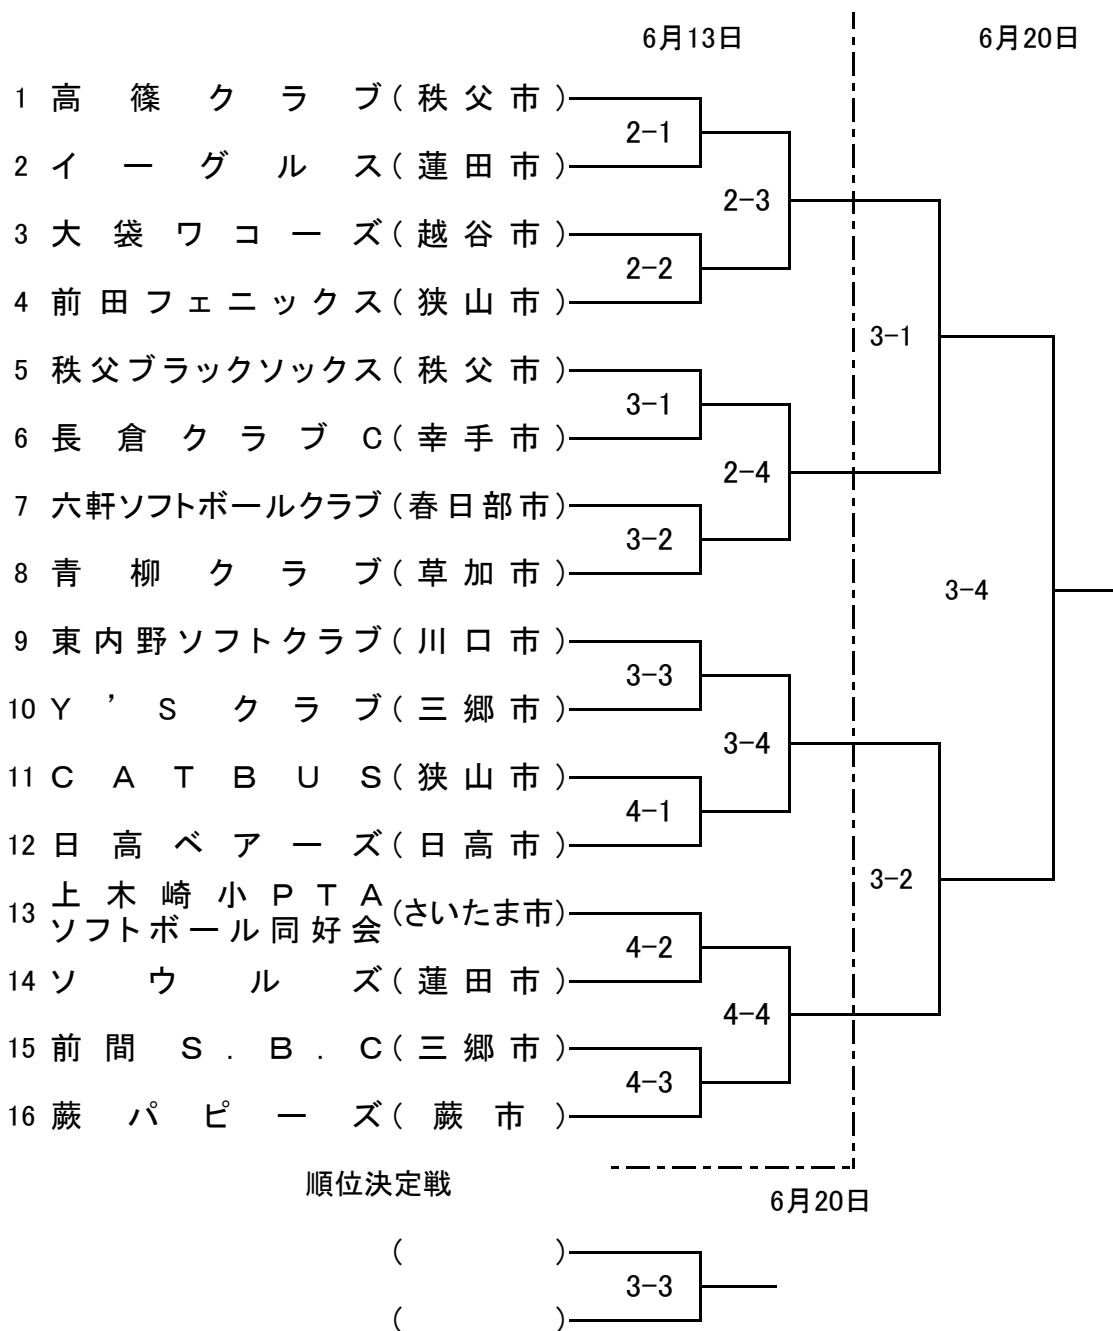 6月13日 6月20日
1 高篠クラブ(秩父市)
2-1
2 イーグルス(蓮田市)
2-3
3 大袋ワコーズ(越谷市)
2-2
4 前田フェニックス(狭山市)
3-1
5 秩父ブラックソックス(秩父市)
3-1
6 長倉クラブC(幸手市)
2-4
7 六軒ソフトボールクラブ(春日部市)
3-2
8 青柳クラブ(草加市)
3-4
9 東内野ソフトクラブ(川口市)
3-3
10 Y’Sクラブ(三郷市)
3-4
11 CATBUS(狭山市)
4-1
12 日高ベアーズ(日高市)
3-2
13 上木崎小PTA
ソフトボール同好会(さいたま市)
4-2
14 ソウルズ(蓮田市)
4-4
15 前間S.B.C(三郷市)
4-3
16 蕨パピーズ(蕨市)
順位決定戦
6月20日
( )
3-3
( )